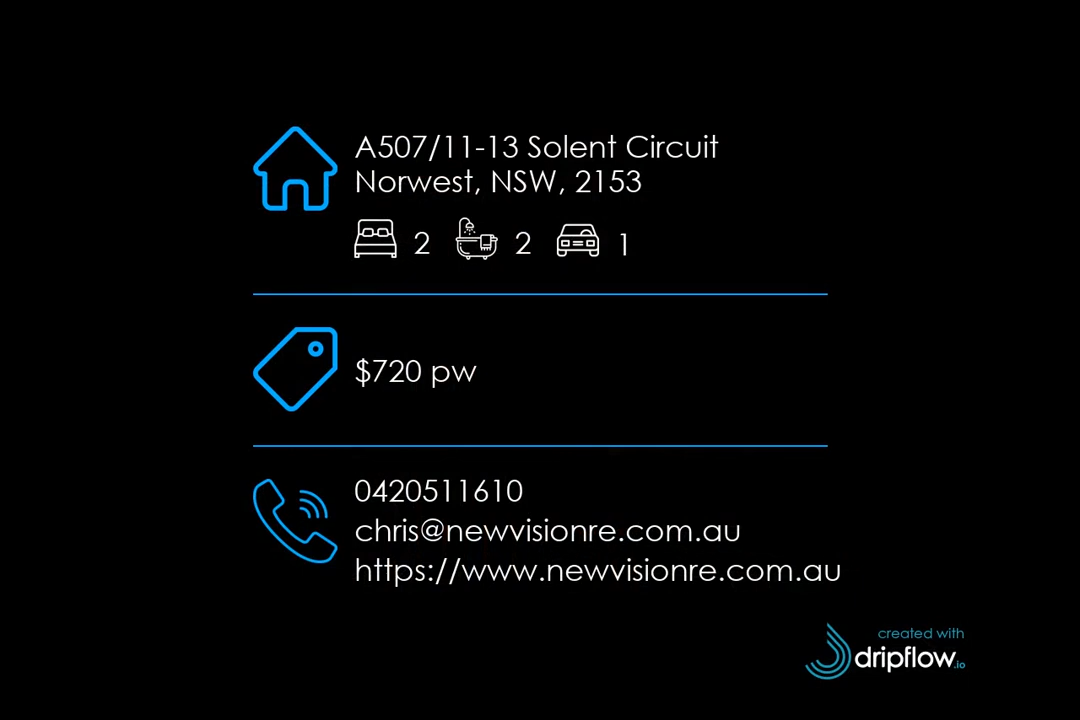 A507/11-13 Solent Circuit
Norwest, NSW, 2153
2 2 1
$720 pw
0420511610
chris@newvisionre.com.au
https://www.newvisionre.com.au
created with
dripflow.io